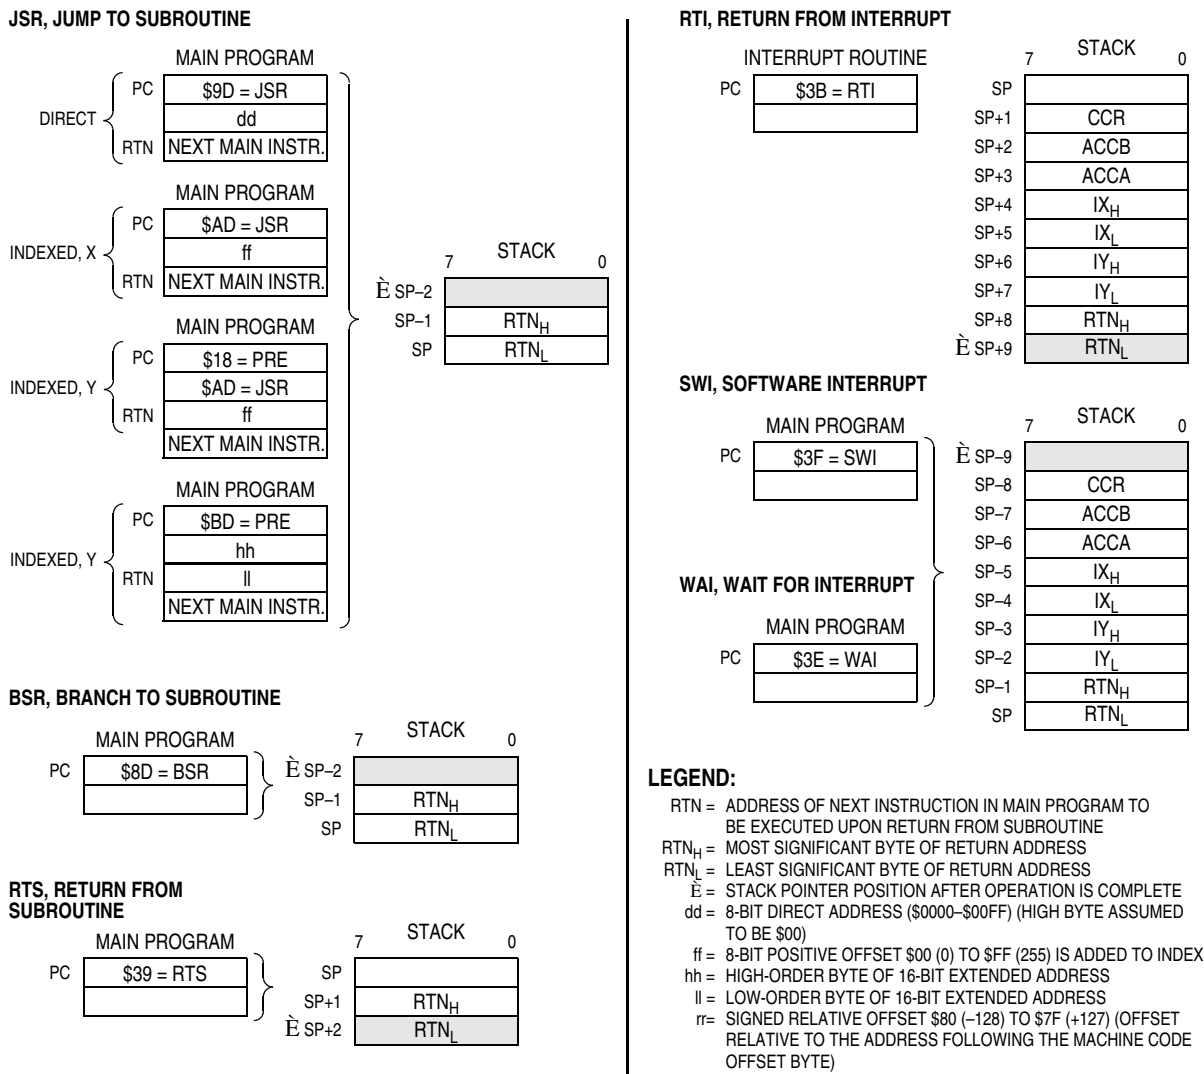 JSR, JUMP TO SUBROUTINE
MAIN PROGRAM
DIRECT
PC $9D = JSR
dd
RTN NEXT MAIN INSTR.
MAIN PROGRAM
INDEXED, X
PC $AD = JSR
ff
RTN NEXT MAIN INSTR.
MAIN PROGRAM
INDEXED, Y
PC $18 = PRE
$AD = JSR
RTN ff
NEXT MAIN INSTR.
MAIN PROGRAM
INDEXED, Y
PC $BD = PRE
hh
RTN ll
NEXT MAIN INSTR.
7 STACK 0
È SP–2
SP–1 RTNH
SP RTNL
BSR, BRANCH TO SUBROUTINE
MAIN PROGRAM
PC $8D = BSR
7 STACK 0
È SP–2
SP–1 RTNH
SP RTNL
RTS, RETURN FROM
SUBROUTINE
MAIN PROGRAM
PC $39 = RTS
7 STACK 0
SP
SP+1 RTNH
È SP+2 RTNL
RTI, RETURN FROM INTERRUPT
INTERRUPT ROUTINE
PC $3B = RTI
7 STACK 0
SP
SP+1 CCR
SP+2 ACCB
SP+3 ACCA
SP+4 IXH
SP+5 IXL
SP+6 IYH
SP+7 IYL
SP+8 RTNH
È SP+9 RTNL
SWI, SOFTWARE INTERRUPT
MAIN PROGRAM
PC $3F = SWI
WAI, WAIT FOR INTERRUPT
MAIN PROGRAM
PC $3E = WAI
7 STACK 0
È SP–9
SP–8 CCR
SP–7 ACCB
SP–6 ACCA
SP–5 IXH
SP–4 IXL
SP–3 IYH
SP–2 IYL
SP–1 RTNH
SP RTNL
LEGEND:
RTN = ADDRESS OF NEXT INSTRUCTION IN MAIN PROGRAM TO
BE EXECUTED UPON RETURN FROM SUBROUTINE
RTNH = MOST SIGNIFICANT BYTE OF RETURN ADDRESS
RTNL = LEAST SIGNIFICANT BYTE OF RETURN ADDRESS
È = STACK POINTER POSITION AFTER OPERATION IS COMPLETE
dd = 8-BIT DIRECT ADDRESS ($0000–$00FF) (HIGH BYTE ASSUMED
TO BE $00)
ff = 8-BIT POSITIVE OFFSET $00 (0) TO $FF (255) IS ADDED TO INDEX
hh = HIGH-ORDER BYTE OF 16-BIT EXTENDED ADDRESS
ll = LOW-ORDER BYTE OF 16-BIT EXTENDED ADDRESS
rr= SIGNED RELATIVE OFFSET $80 (–128) TO $7F (+127) (OFFSET
RELATIVE TO THE ADDRESS FOLLOWING THE MACHINE CODE
OFFSET BYTE)